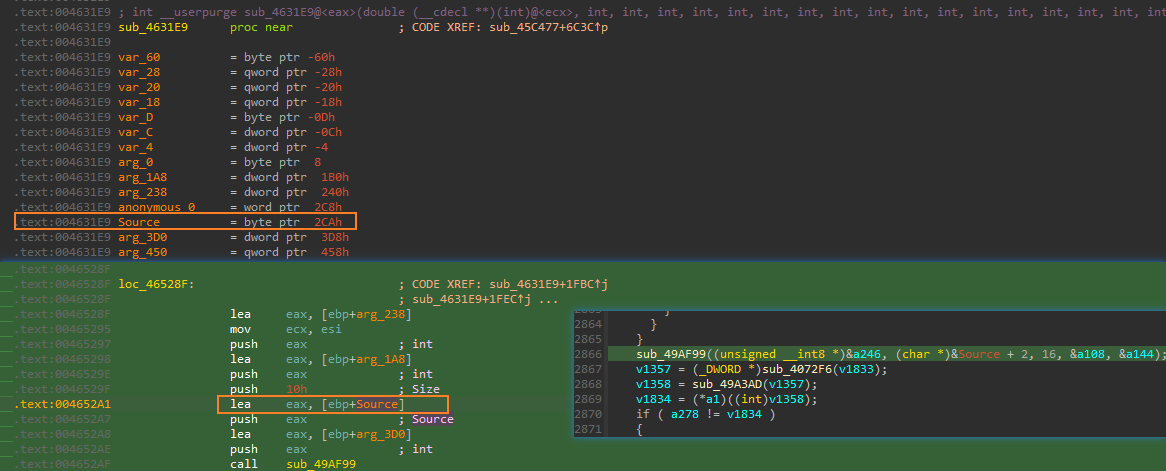 .text:004631E9 ; int __userpurge sub_4631E9@<eax>(double (__cdecl **)(int)@<ecx>, int, int, int, int, int, int, int, int, int, int, int, int, int, int, int, int, int
.text:004631E9 sub_4631E9 proc near ; CODE XREF: sub_45C477+6C3C↑p
.text:004631E9
.text:004631E9 var_60 = byte ptr -60h
.text:004631E9 var_28 = qword ptr -28h
.text:004631E9 var_20 = qword ptr -20h
.text:004631E9 var_18 = qword ptr -18h
.text:004631E9 var_D = byte ptr -0Dh
.text:004631E9 var_C = dword ptr -0Ch
.text:004631E9 var_4 = dword ptr -4
.text:004631E9 arg_0 = byte ptr 8
.text:004631E9 arg_1A8 = dword ptr 1B0h
.text:004631E9 arg_238 = dword ptr 240h
.text:004631E9 anonymous_0 = word ptr 2C8h
.text:004631E9 Source = byte ptr 2CAh
.text:004631E9 arg_3D0 = dword ptr 3D8h
.text:004631E9 arg_450 = qword ptr 458h
.text:0046528F
.text:0046528F loc_46528F: ; CODE XREF: sub_4631E9+1FBC↑j
.text:0046528F ; sub_4631E9+1FEC↑j ...
.text:0046528F lea eax, [ebp+arg_238]
.text:00465295 mov ecx, esi
.text:00465297 push eax ; int
.text:00465298 lea eax, [ebp+arg_1A8]
.text:0046529E push eax ; int
.text:0046529F push 10h ; Size
.text:004652A1 lea eax, [ebp+Source]
.text:004652A7 push eax ; Source
.text:004652A8 lea eax, [ebp+arg_3D0]
.text:004652AE push eax ; int
.text:004652AF call sub_49AF99
2863 }
2864 }
2865 }
2866 sub_49AF99((unsigned __int8 *)&a246, (char *)&Source + 2, 16, &a108, &a144);
2867 v1357 = (_DWORD *)sub_4072F6(v1833);
2868 v1358 = sub_49A3AD(v1357);
2869 v1834 = (*a1)((int)v1358);
2870 if ( a278 != v1834 )
2871 {